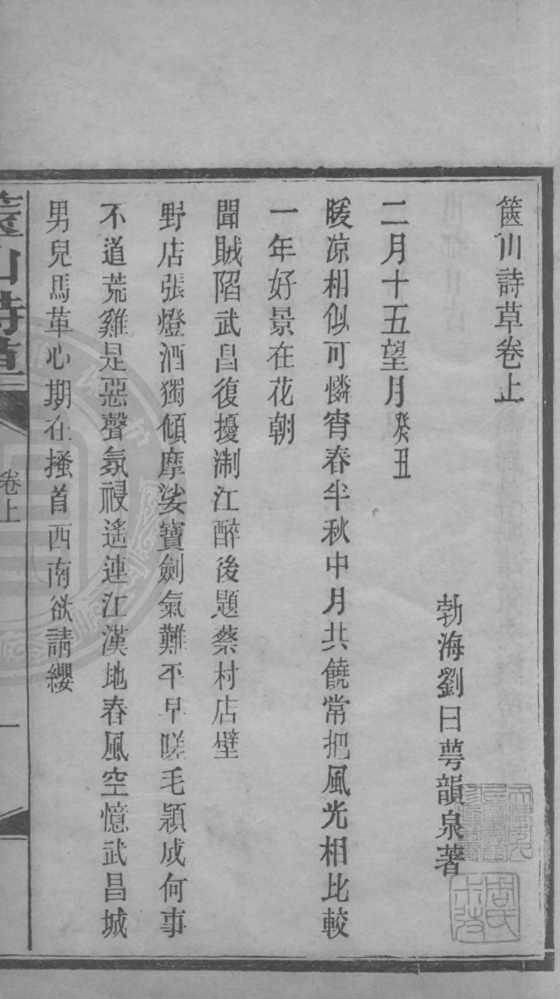 篋山詩草卷上
勃海劉曰萼韻泉著
二月十五望月癸丑
暖凉相似可憐宵春半秋中月共饒常把風光相比較
一年好景在花朝
聞賊陷武昌復擾浙江醉後題蔡村店壁
野店張燈酒獨傾摩娑寶劍氣難平早嗟毛穎成何事
不道荒雞是惡聲氛祲遙連江漢地春風空憶武昌城
男兒馬革心期在搔首西南欲請纓
篋山詩草
卷上
一